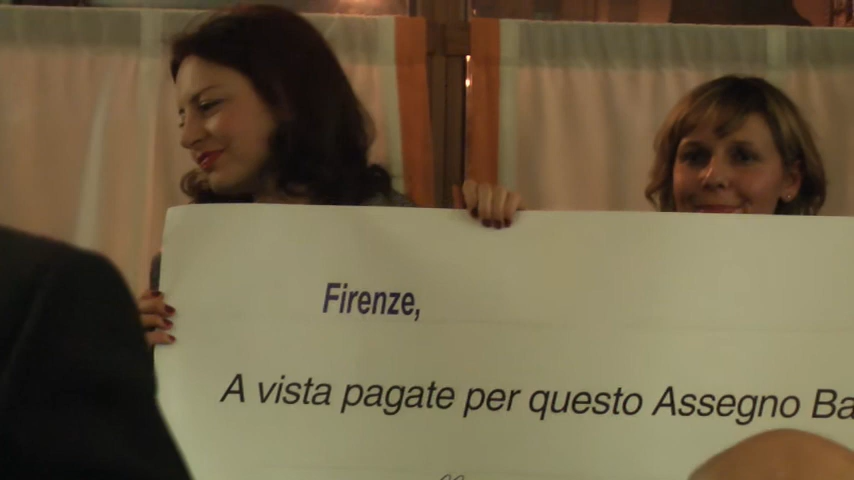 Firenze,
A vista pagate per questo Assegno Ba